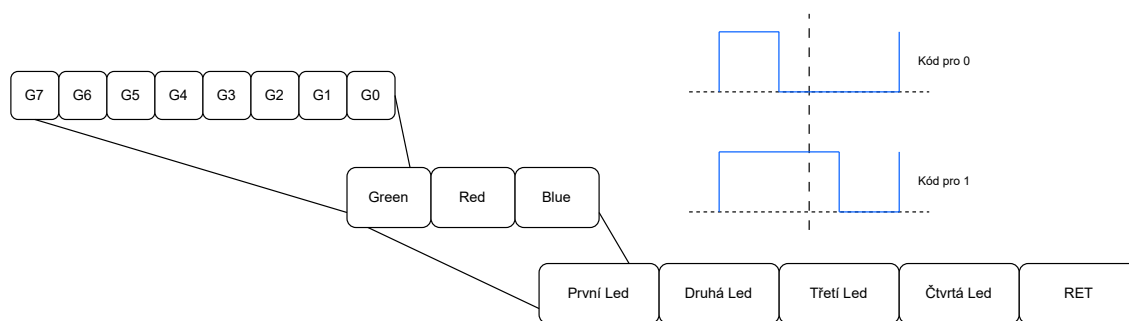 G7 G6 G5 G4 G3 G2 G1 G0
Kód pro 0
Kód pro 1
Green Red Blue
První Led Druhá Led Třetí Led Čtvrtá Led RET